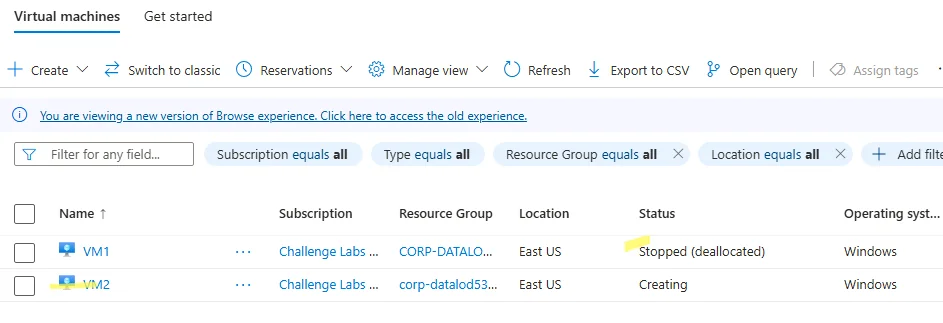 Virtual machines Get started
+ Create Switch to classic Reservations Manage view Refresh Export to CSV Open query Assign tags
You are viewing a new version of Browse experience. Click here to access the old experience.
Filter for any field... Subscription equals all Type equals all Resource Group equals all × Location equals all × + Add filte
Name ↑ Subscription Resource Group Location Status Operating syst...
VM1 ... Challenge Labs ... CORP-DATALO... East US Stopped (deallocated) Windows
VM2 ... Challenge Labs ... corp-datalod53... East US Creating Windows